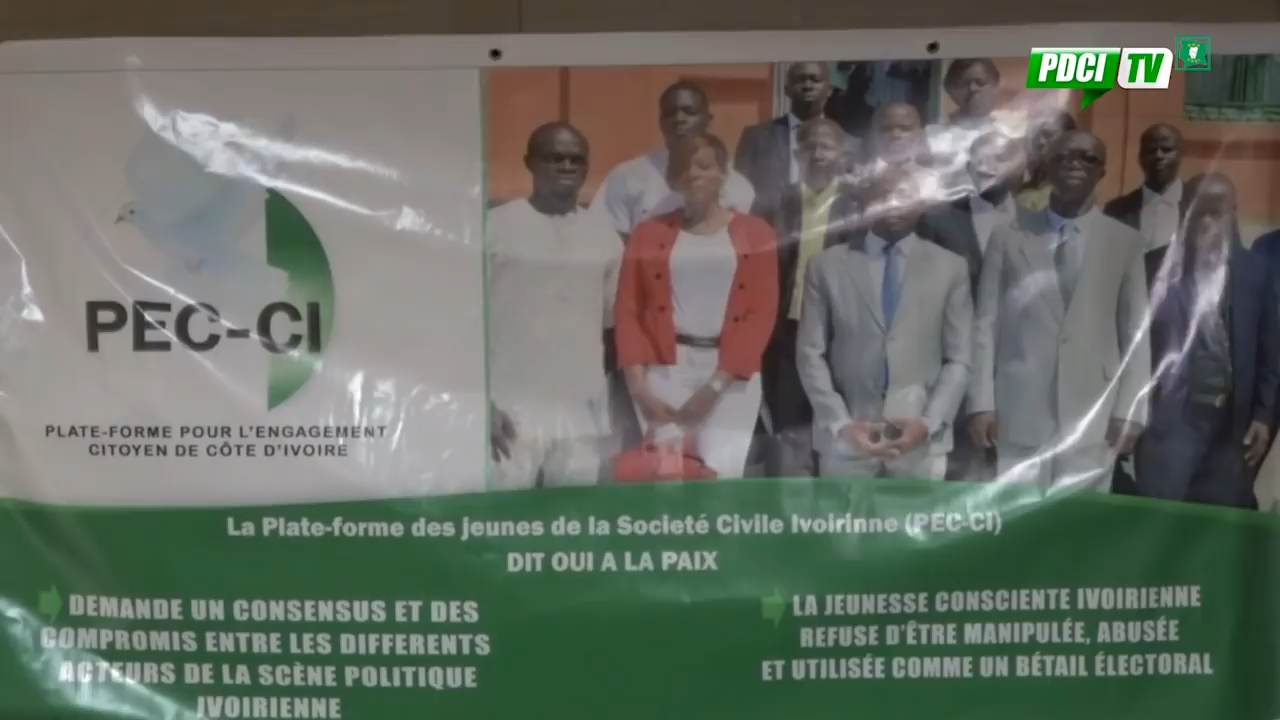 PDCI TV
PEC-CI
PLATE-FORME POUR L'ENGAGEMENT
CITOYEN DE CÔTE D'IVOIRE
La Plate-forme des jeunes de la Societé Civile Ivoirinne (PEC-CI)
DIT OUI A LA PAIX
DEMANDE UN CONSENSUS ET DES
COMPROMIS ENTRE LES DIFFERENTS
ACTEURS DE LA SCÈNE POLITIQUE
IVOIRIENNE
LA JEUNESSE CONSCIENTE IVOIRIENNE
REFUSE D'ÊTRE MANIPULÉE, ABUSÉE
ET UTILISÉE COMME UN BÉTAIL ÉLECTORAL